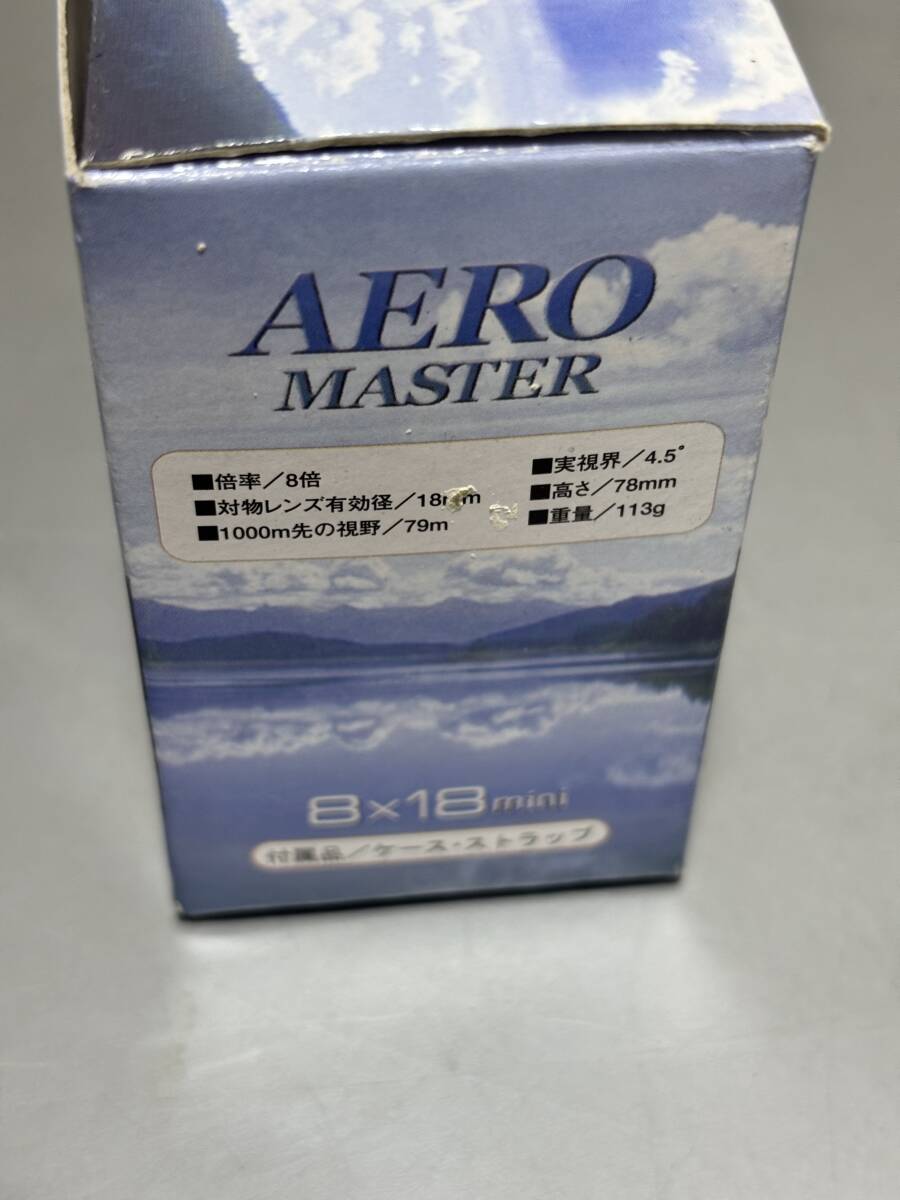 AERO
MASTER
■倍率／8倍
■対物レンズ有効径／18mm
■1000m先の視野／79m
■実視界／4.5°
■高さ／78mm
■重量／113g
8×18mini
付属品／ケース・ストラップ